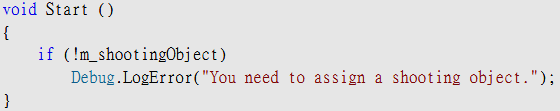 void Start ()
{
    if (!m_shootingObject)
        Debug.LogError("You need to assign a shooting object.");
}